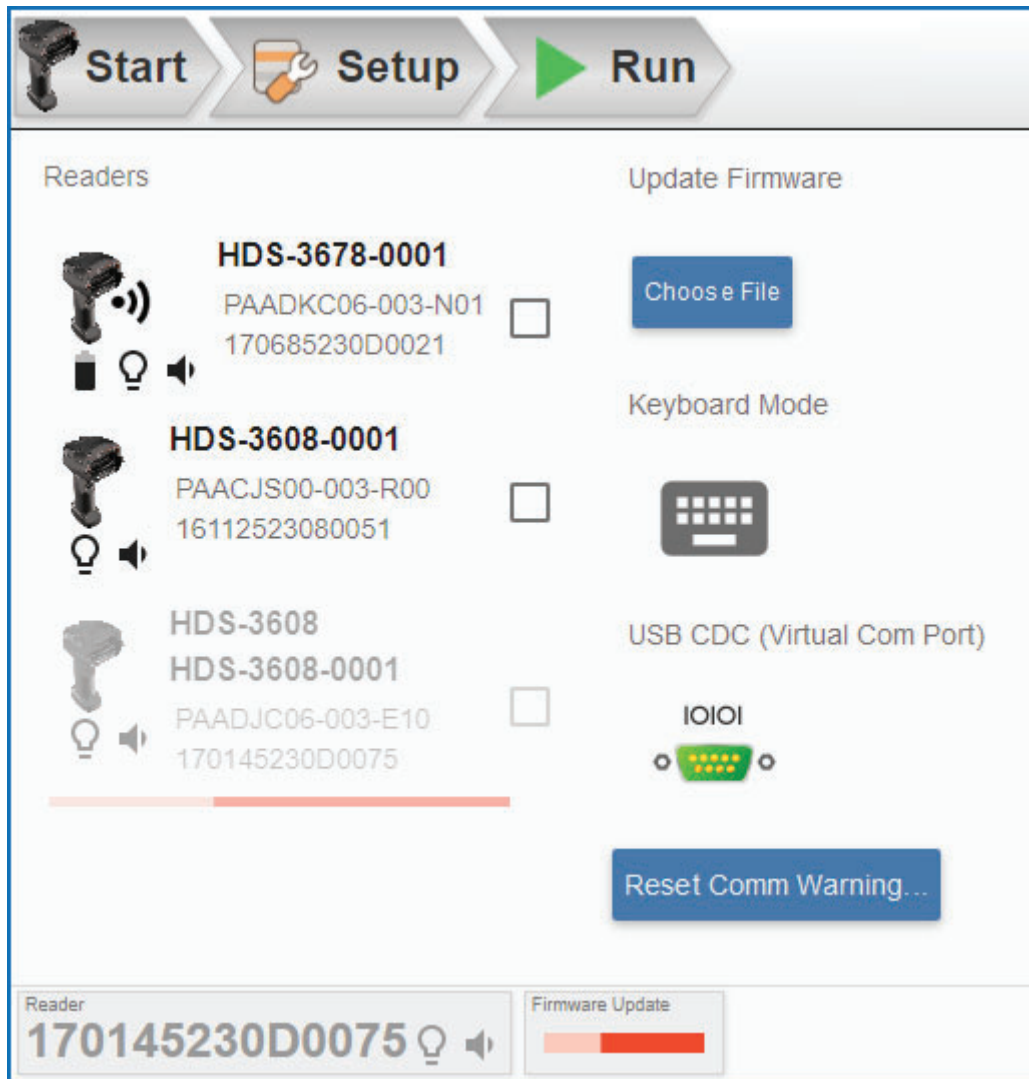 Start
Setup
Run
Readers
HDS-3678-0001
PAADKC06-003-N01
170685230D0021
HDS-3608-0001
PAACJS00-003-R00
16112523080051
HDS-3608
HDS-3608-0001
PAADJC06-003-E10
170145230D0075
Update Firmware
Choose File
Keyboard Mode
USB CDC (Virtual Com Port)
IOIOI
Reset Comm Warning...
Reader
170145230D0075
Firmware Update